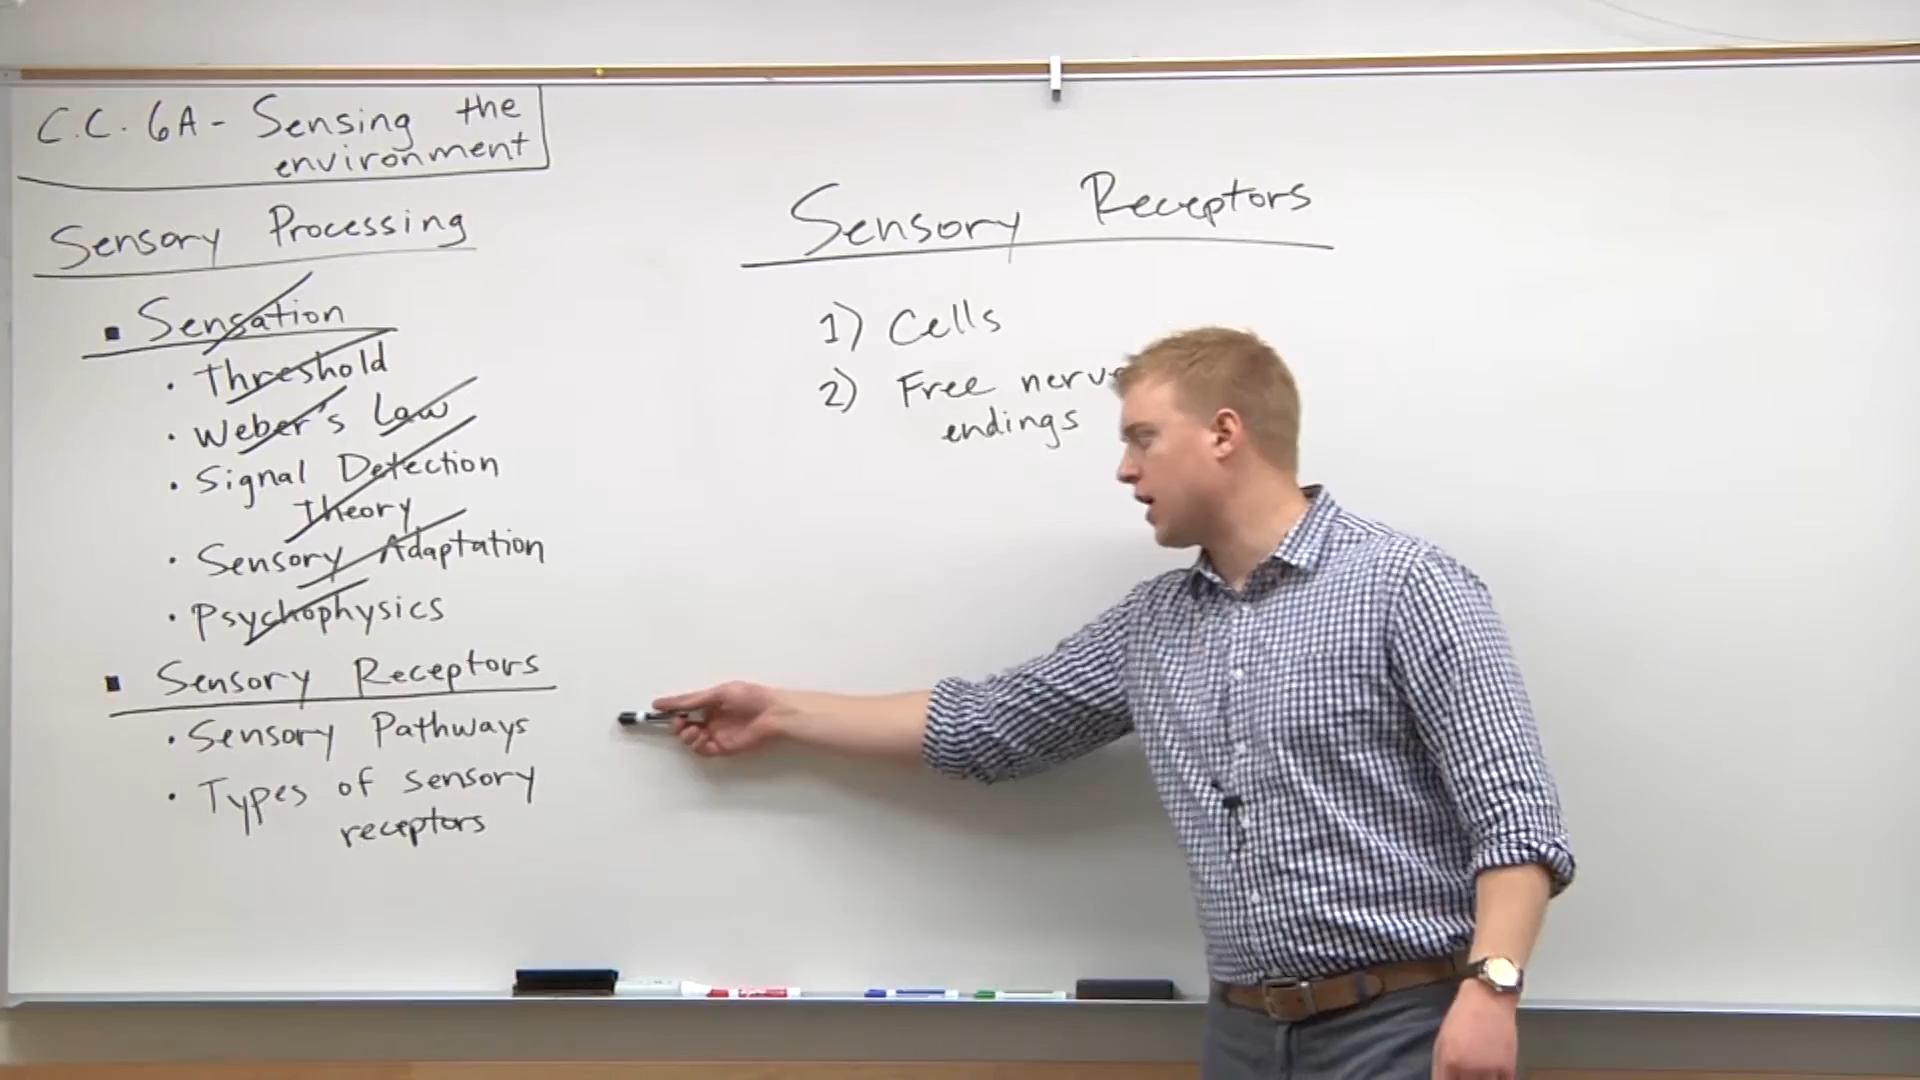 C.C. 6A - Sensing the
environment
Sensory Processing
▪ Sensation
• Threshold
• Weber's Law
• Signal Detection
Theory
• Sensory Adaptation
• Psychophysics
▪ Sensory Receptors
• Sensory Pathways
• Types of sensory
receptors
Sensory Receptors
1) Cells
2) Free nerve
endings